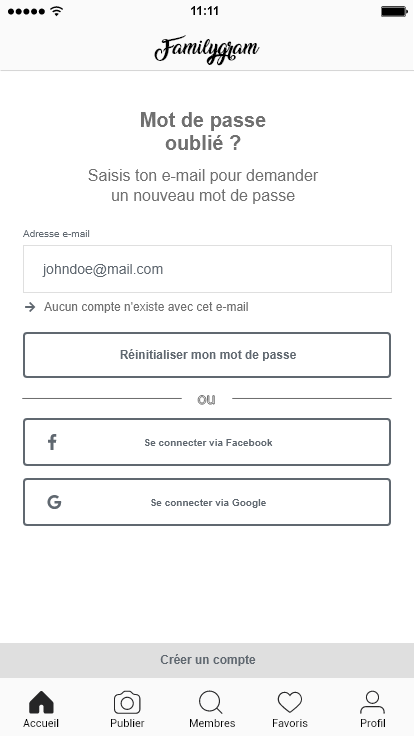 11:11
Familygram
Mot de passe
oublié ?
Saisis ton e-mail pour demander
un nouveau mot de passe
Adresse e-mail
johndoe@mail.com
Aucun compte n'existe avec cet e-mail
Réinitialiser mon mot de passe
ou
Se connecter via Facebook
Se connecter via Google
Créer un compte
Accueil Publier Membres Favoris Profil